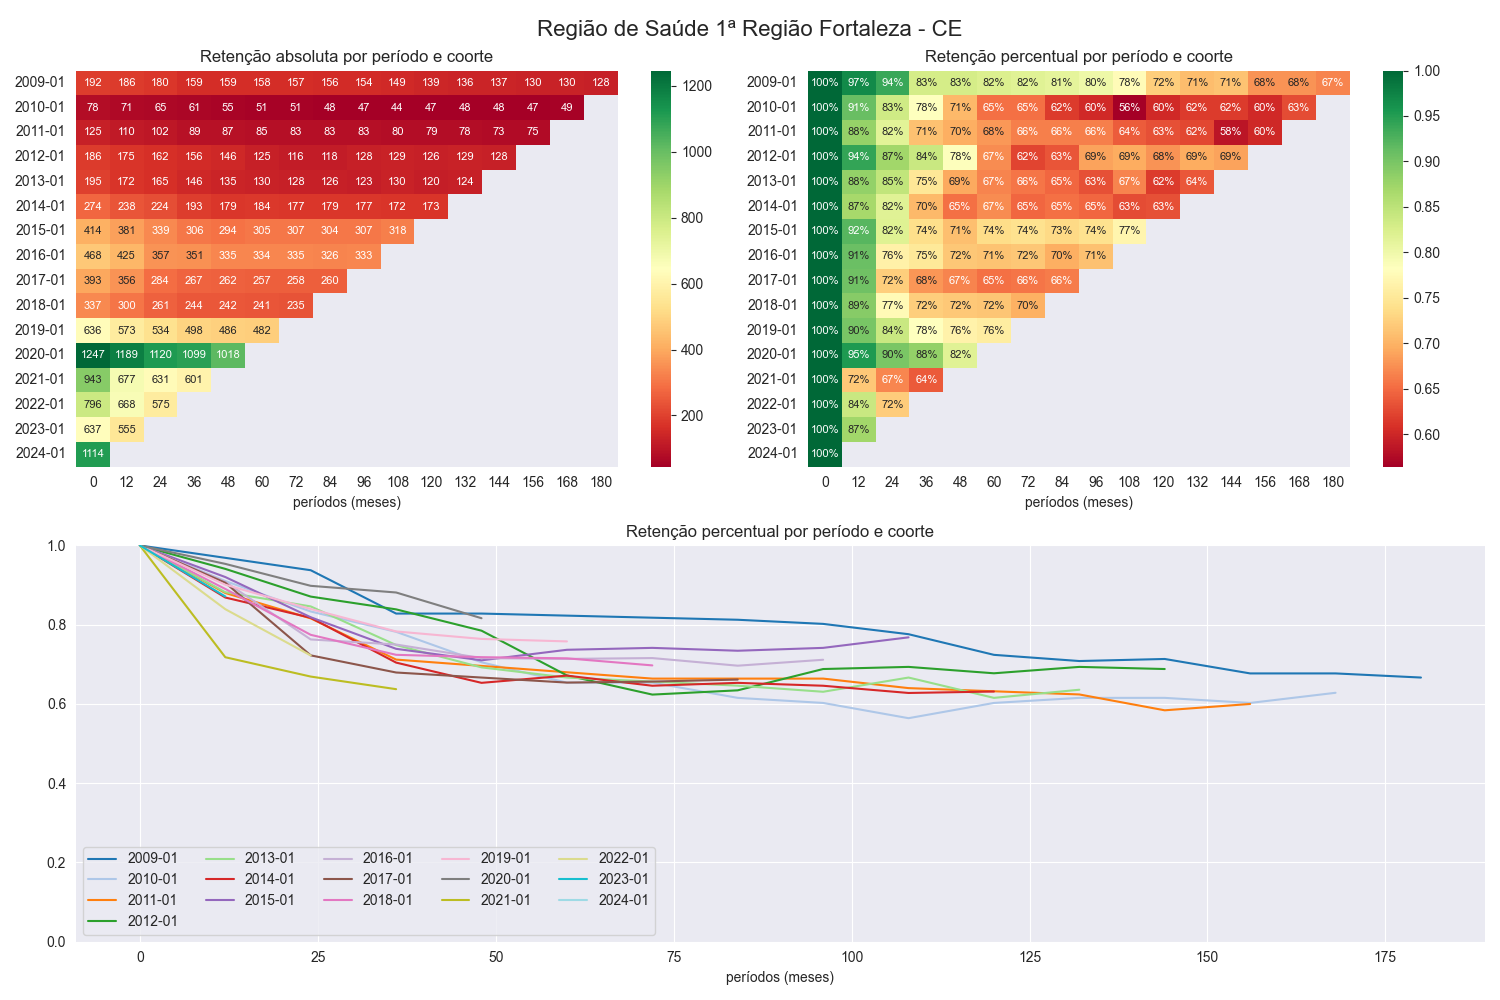 Região de Saúde 1ª Região Fortaleza - CE
Retenção absoluta por período e coorte
2009-01 192 186 180 159 159 158 157 156 154 149 139 136 137 130 130 128
2010-01 78 71 65 61 55 51 51 48 47 44 47 48 48 47 49
2011-01 125 110 102 89 87 85 83 83 83 80 79 78 73 75
2012-01 186 175 162 156 146 125 116 118 128 129 126 129 128
2013-01 195 172 165 146 135 130 128 126 123 130 120 124
2014-01 274 238 224 193 179 184 177 179 177 172 173
2015-01 414 381 339 306 294 305 307 304 307 318
2016-01 468 425 357 351 335 334 335 326 333
2017-01 393 356 284 267 262 257 258 260
2018-01 337 300 261 244 242 241 235
2019-01 636 573 534 498 486 482
2020-01 1247 1189 1120 1099 1018
2021-01 943 677 631 601
2022-01 796 668 575
2023-01 637 555
2024-01 1114
0 12 24 36 48 60 72 84 96 108 120 132 144 156 168 180
períodos (meses)
1200
1000
800
600
400
200
Retenção percentual por período e coorte
2009-01 100% 97% 94% 83% 83% 82% 82% 81% 80% 78% 72% 71% 71% 68% 68% 67%
2010-01 100% 91% 83% 78% 71% 65% 65% 62% 60% 56% 60% 62% 62% 60% 63%
2011-01 100% 88% 82% 71% 70% 68% 66% 66% 66% 64% 63% 62% 58% 60%
2012-01 100% 94% 87% 84% 78% 67% 62% 63% 69% 69% 68% 69% 69%
2013-01 100% 88% 85% 75% 69% 67% 66% 65% 63% 67% 62% 64%
2014-01 100% 87% 82% 70% 65% 67% 65% 65% 65% 63% 63%
2015-01 100% 92% 82% 74% 71% 74% 74% 73% 74% 77%
2016-01 100% 91% 76% 75% 72% 71% 72% 70% 71%
2017-01 100% 91% 72% 68% 67% 65% 66% 66%
2018-01 100% 89% 77% 72% 72% 72% 70%
2019-01 100% 90% 84% 78% 76% 76%
2020-01 100% 95% 90% 88% 82%
2021-01 100% 72% 67% 64%
2022-01 100% 84% 72%
2023-01 100% 87%
2024-01 100%
0 12 24 36 48 60 72 84 96 108 120 132 144 156 168 180
períodos (meses)
1.00
0.95
0.90
0.85
0.80
0.75
0.70
0.65
0.60
Retenção percentual por período e coorte
1.0
0.8
0.6
0.4
0.2
0.0
2009-01 2013-01 2016-01 2019-01 2022-01
2010-01 2014-01 2017-01 2020-01 2023-01
2011-01 2015-01 2018-01 2021-01 2024-01
2012-01
0 25 50 75 100 125 150 175
períodos (meses)